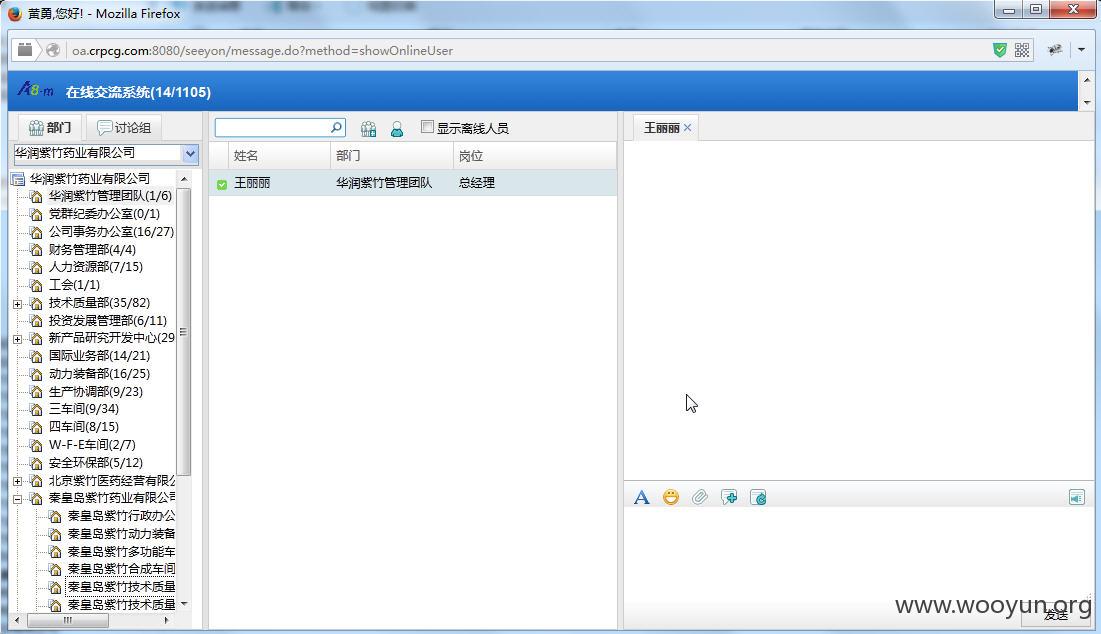 黄勇,您好! - Mozilla Firefox
oa.crpcg.com:8080/seeyon/message.do?method=showOnlineUser
A8-m 在线交流系统(14/1105)
部门 讨论组
显示离线人员
王丽丽
华润紫竹药业有限公司
姓名 部门 岗位
王丽丽 华润紫竹管理团队 总经理
华润紫竹药业有限公司
华润紫竹管理团队(1/6)
党群纪委办公室(0/1)
公司事务办公室(16/27)
财务管理部(4/4)
人力资源部(7/15)
工会(1/1)
技术质量部(35/82)
投资发展管理部(6/11)
新产品研究开发中心(29
国际业务部(14/21)
动力装备部(16/25)
生产协调部(9/23)
三车间(9/34)
四车间(8/15)
W-F-E车间(2/7)
安全环保部(5/12)
北京紫竹医药经营有限公
秦皇岛紫竹药业有限公司
秦皇岛紫竹行政办公
秦皇岛紫竹动力装备
秦皇岛紫竹多功能车
秦皇岛紫竹合成车间
秦皇岛紫竹技术质量
秦皇岛紫竹技术质量
www.wooyun.org
发送